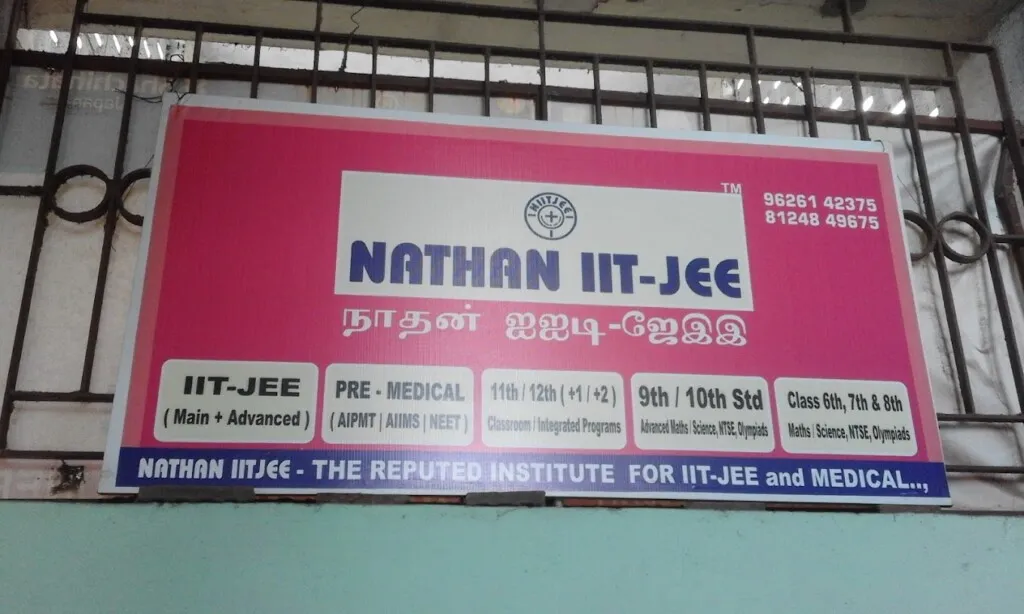 NIITJEE
TM
96261 42375
81248 49675
NATHAN IIT-JEE
நாதன் ஐஐடி-ஜேஇஇ
IIT-JEE
( Main + Advanced )
PRE - MEDICAL
( AIPMT | AIIMS | NEET )
11th / 12th ( +1 / +2 )
Classroom / Integrated Programs
9th / 10th Std
Advanced Maths / Science, NTSE, Olympiads
Class 6th, 7th & 8th
Maths / Science, NTSE, Olympiads
NATHAN IITJEE - THE REPUTED INSTITUTE FOR IIT-JEE and MEDICAL..,